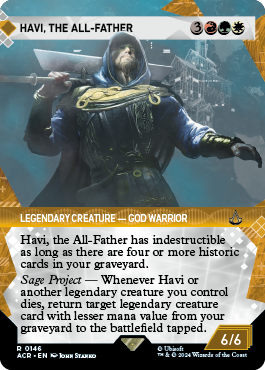 HAVI, THE ALL-FATHER 3
LEGENDARY CREATURE — GOD WARRIOR
Havi, the All-Father has indestructible
as long as there are four or more historic
cards in your graveyard.
Sage Project — Whenever Havi or
another legendary creature you control
dies, return target legendary creature
card with lesser mana value from your
graveyard to the battlefield tapped.
6/6
R 0146
ACR • EN JOHN STANKO
© Ubisoft
™ & © 2024 Wizards of the Coast